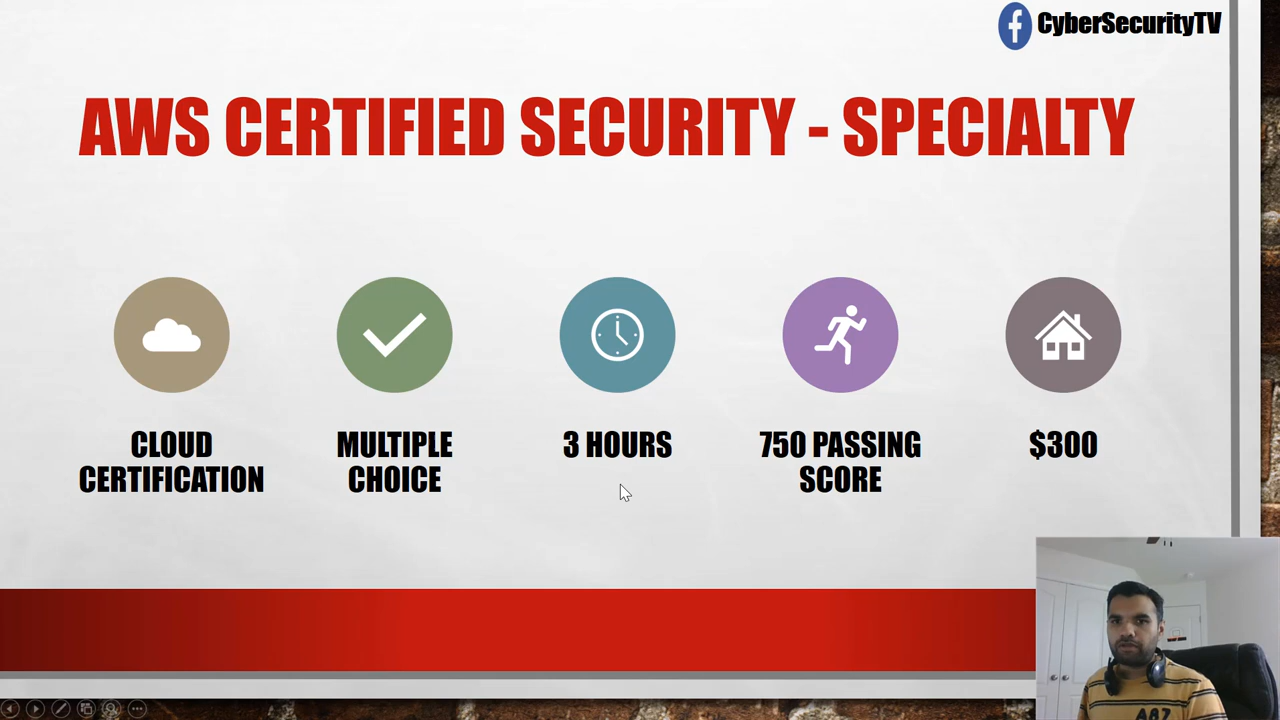 CyberSecurityTV
AWS CERTIFIED SECURITY - SPECIALTY
CLOUD
CERTIFICATION
MULTIPLE
CHOICE
3 HOURS
750 PASSING
SCORE
$300